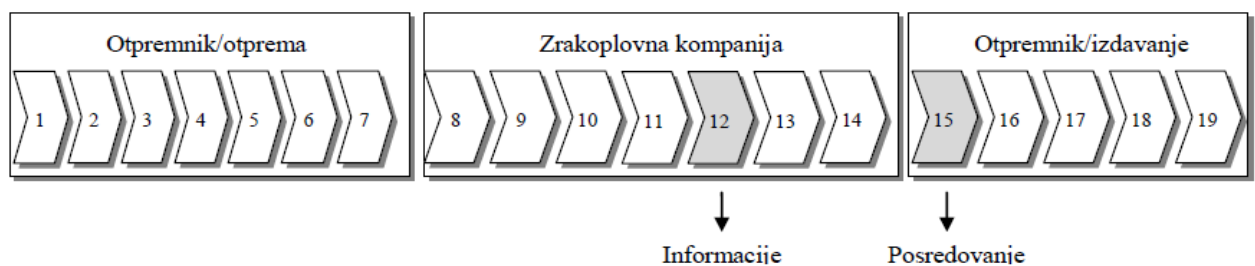 Otpremnik/otprema
Zrakoplovna kompanija
Otpremnik/izdavanje
1 2 3 4 5 6 7
8 9 10 11 12 13 14
15 16 17 18 19
Informacije
Posredovanje